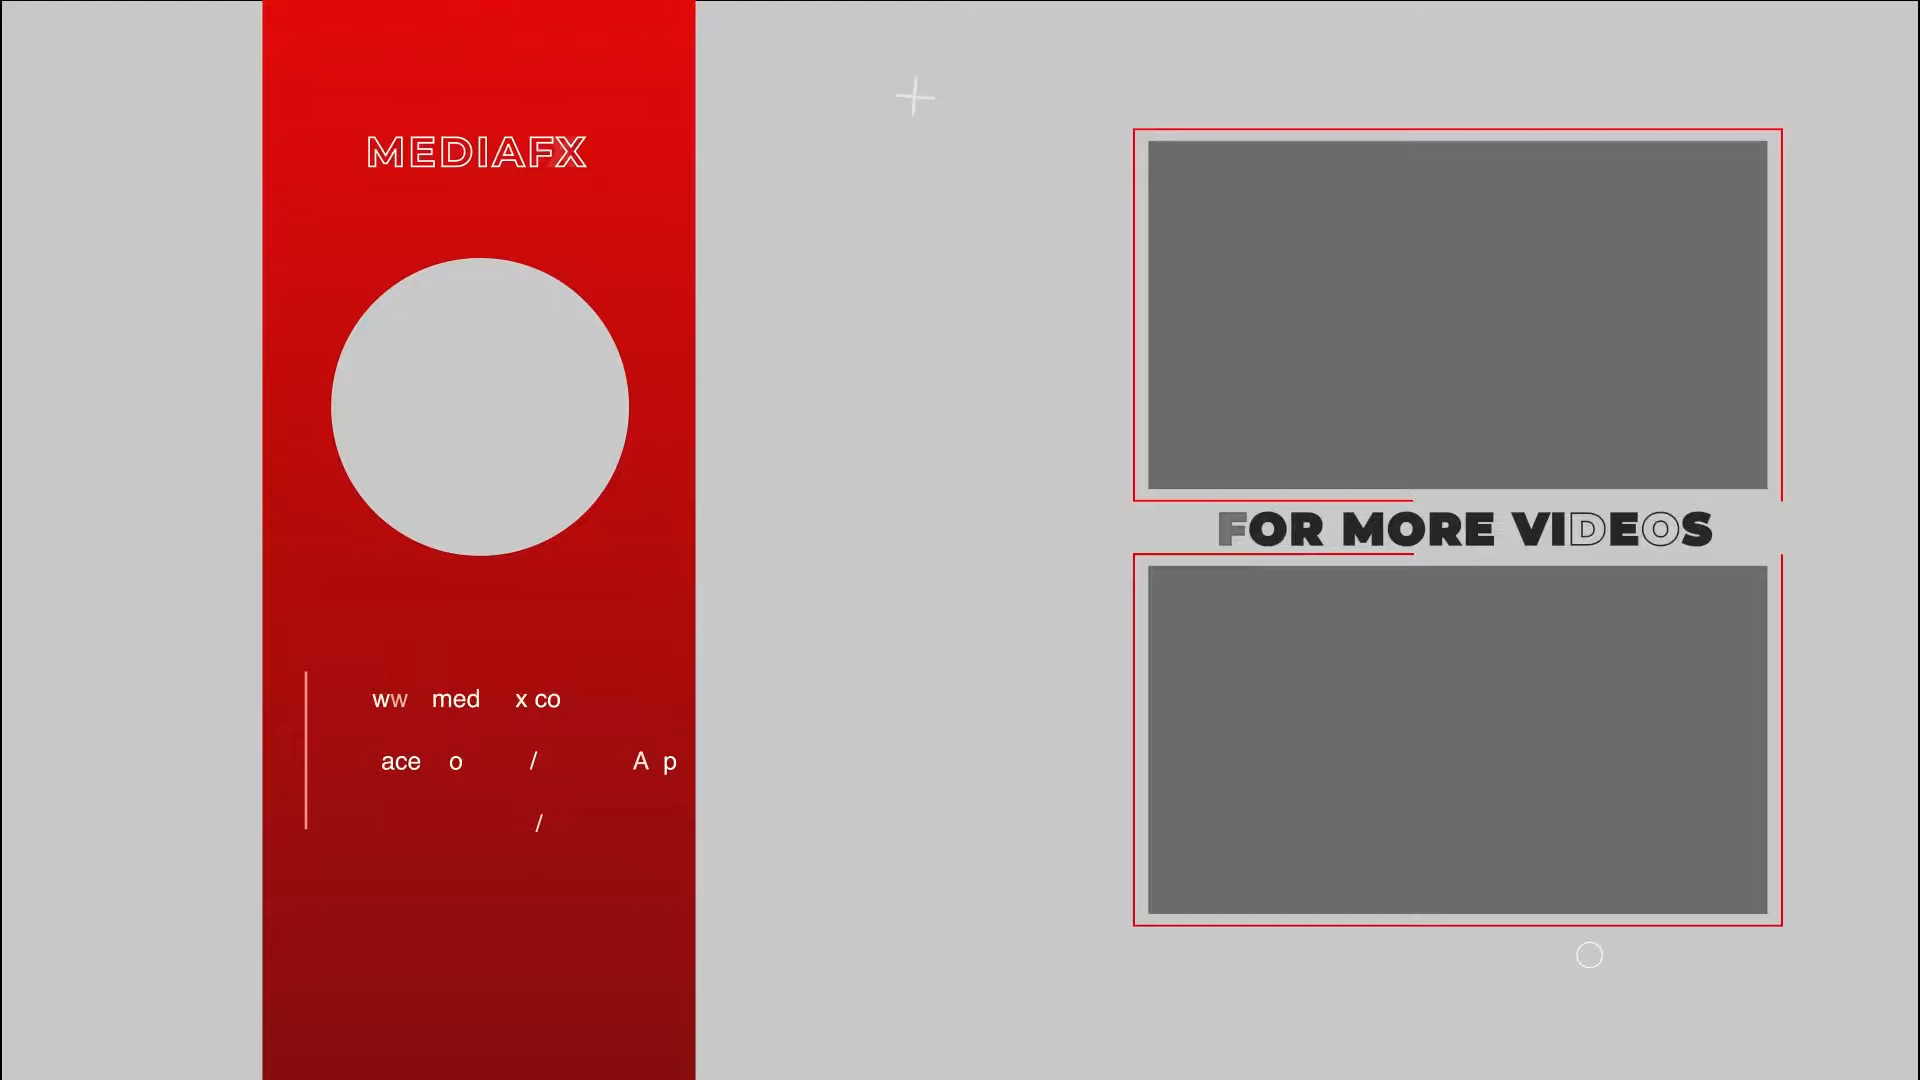 MEDIAFX
FOR MORE VIDEOS
ww med x co
ace o / A p
/